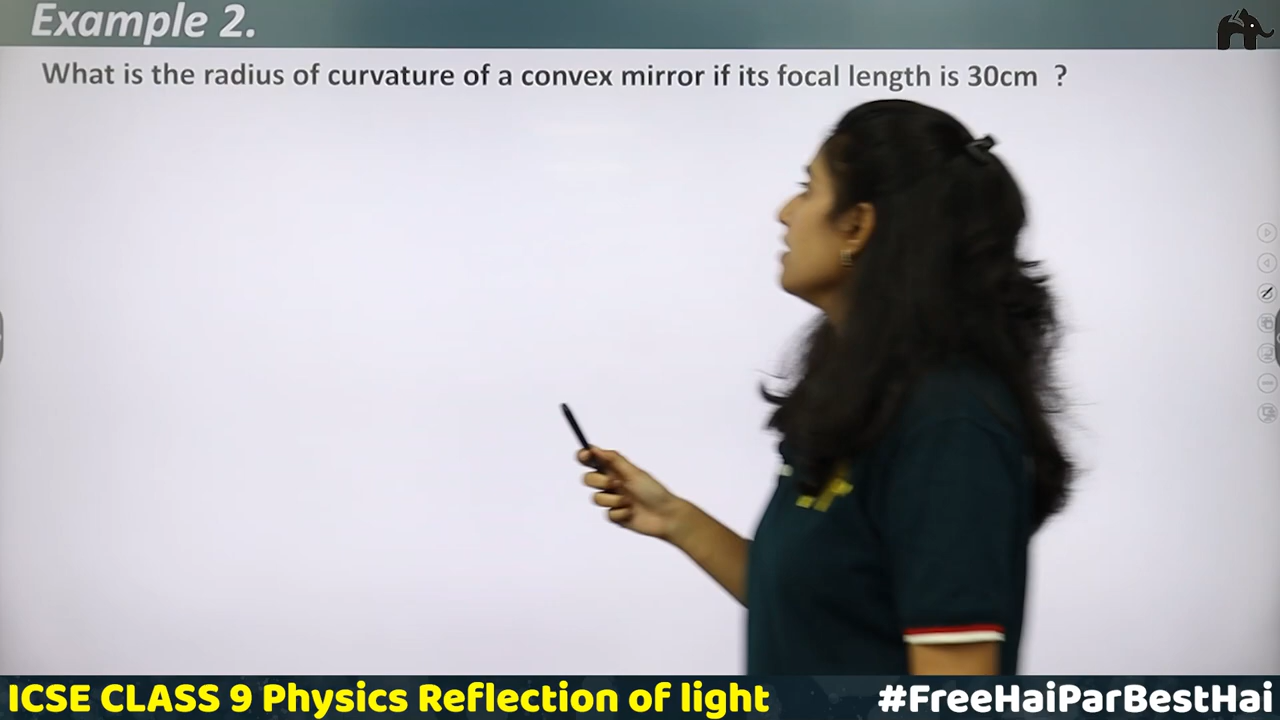 Example 2.
What is the radius of curvature of a convex mirror if its focal length is 30cm ?
ICSE CLASS 9 Physics Reflection of light
#FreeHaiParBestHai